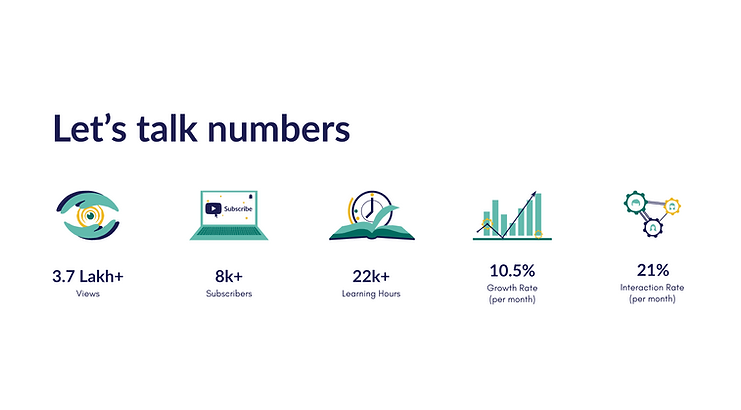 Let's talk numbers
Subscribe
3.7 Lakh+
Views
8k+
Subscribers
22k+
Learning Hours
10.5%
Growth Rate
(per month)
21%
Interaction Rate
(per month)